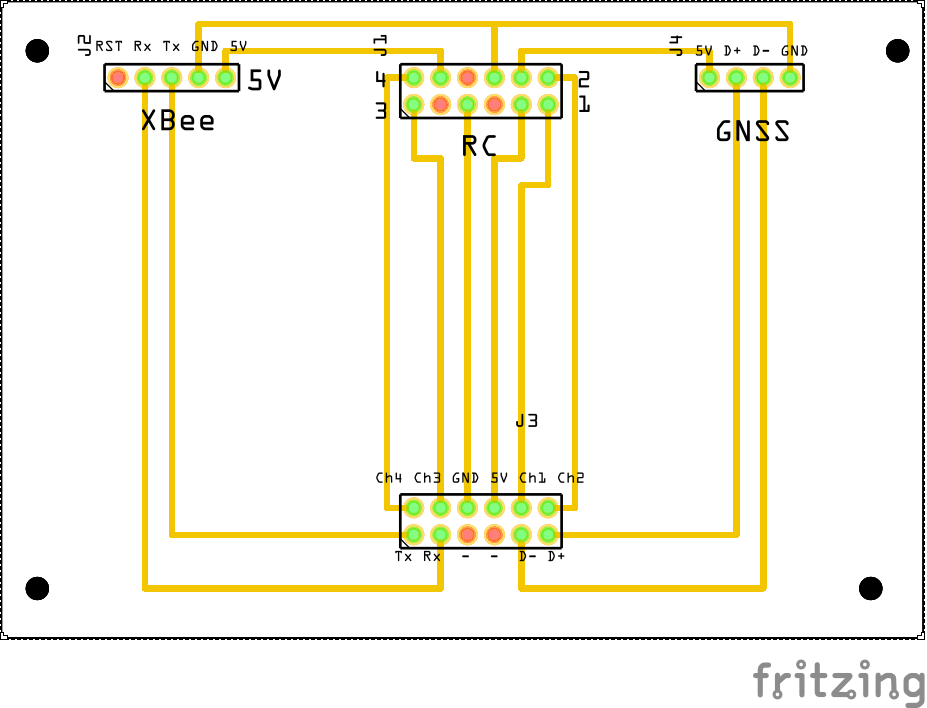 J2
RST Rx Tx GND 5V
5V
XBee
J1
4
3
2
1
RC
J4
5V D+ D- GND
GNSS
J3
Ch4 Ch3 GND 5V Ch1 Ch2
Tx Rx - - D- D+
fritzing